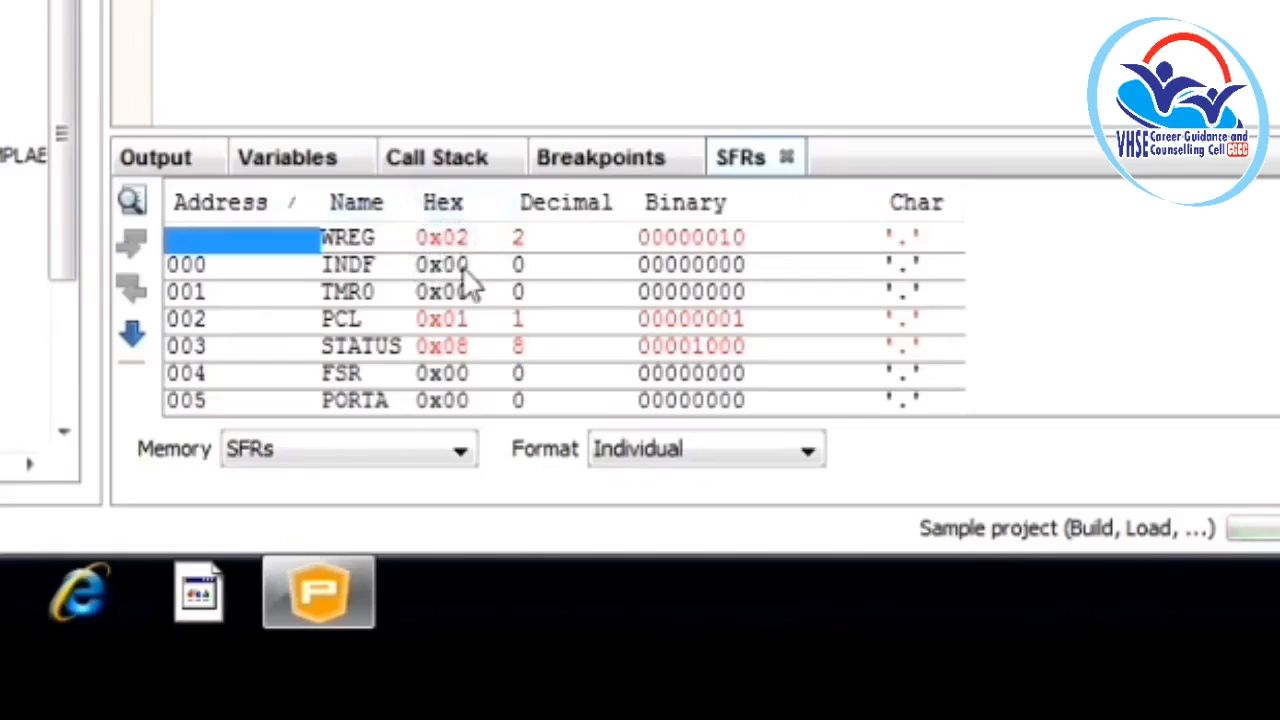 VHSE Career Guidance and
Counselling Cell CGCC
Output Variables Call Stack Breakpoints SFRs
Address / Name Hex Decimal Binary Char
WREG 0x02 2 00000010 '.'
000 INDF 0x00 0 00000000 '.'
001 TMR0 0x00 0 00000000 '.'
002 PCL 0x01 1 00000001 '.'
003 STATUS 0x08 8 00001000 '.'
004 FSR 0x00 0 00000000 '.'
005 PORTA 0x00 0 00000000 '.'
Memory SFRs Format Individual
Sample project (Build, Load, ...)